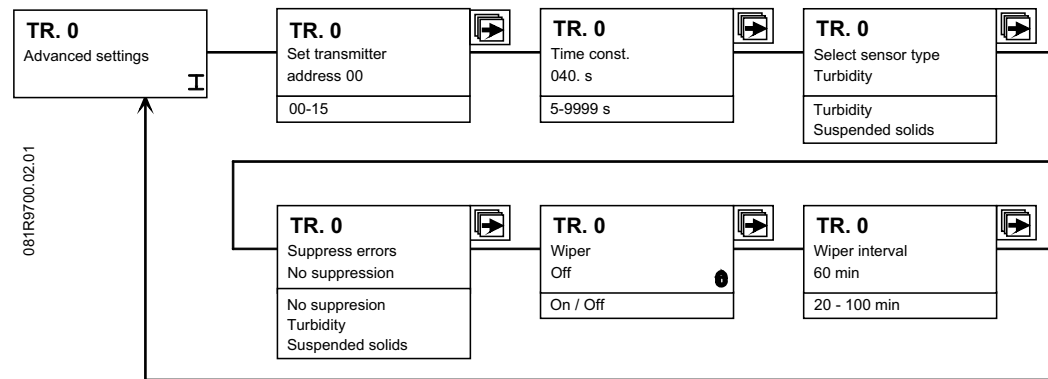 TR. 0
Advanced settings
TR. 0
Set transmitter
address 00
00-15
TR. 0
Time const.
040. s
5-9999 s
TR. 0
Select sensor type
Turbidity
Turbidity
Suspended solids
081R9700.02.01
TR. 0
Suppress errors
No suppression
No suppresion
Turbidity
Suspended solids
TR. 0
Wiper
Off
On / Off
TR. 0
Wiper interval
60 min
20 - 100 min